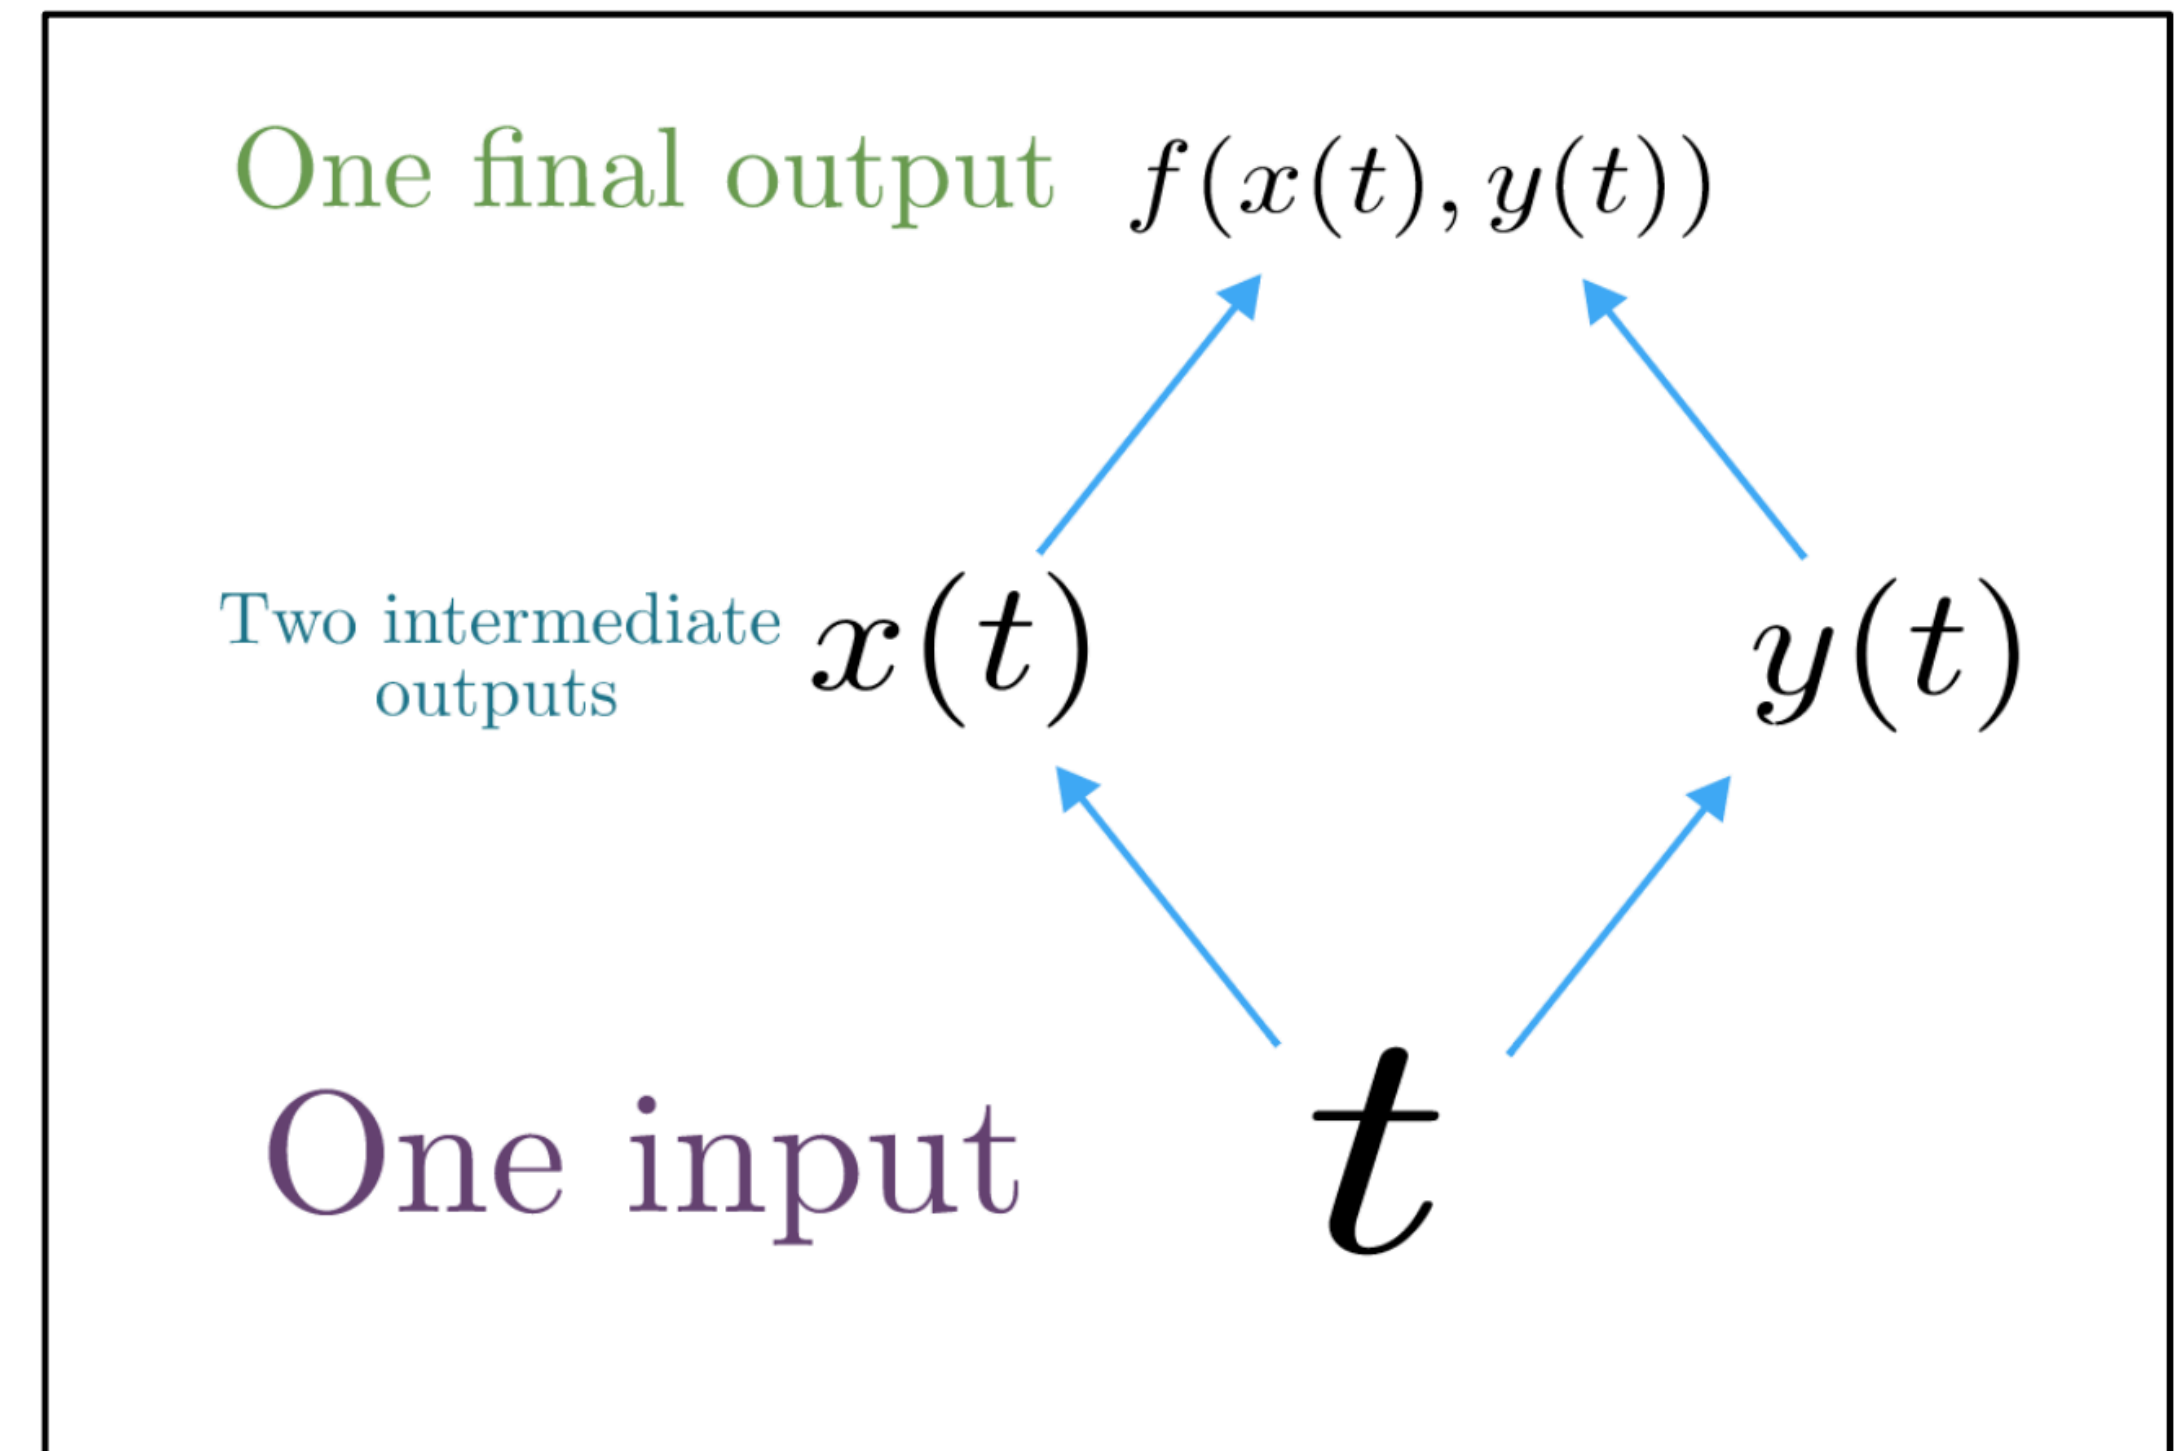 One final output f(x(t), y(t))
Two intermediate
outputs
x(t)
y(t)
One input t